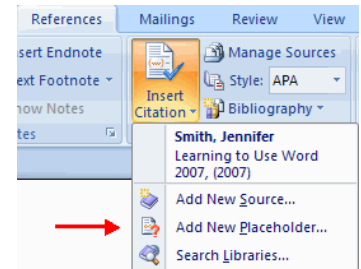 References Mailings Review View
sert Endnote
ext Footnote
now Notes
tes
Insert
Citation
Manage Sources
Style: APA
Bibliography
Smith, Jennifer
Learning to Use Word
2007, (2007)
Add New Source...
Add New Placeholder...
Search Libraries...